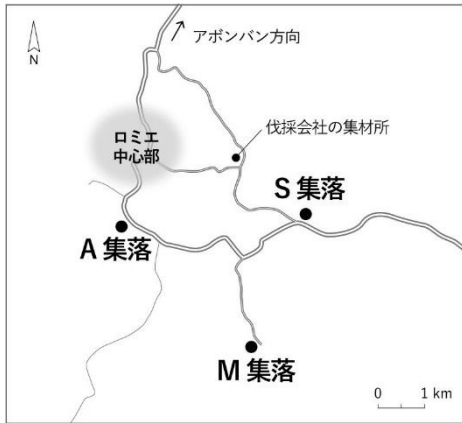 N
アボンバン方向
ロミエ
中心部
伐採会社の集材所
S 集落
A 集落
M 集落
0 1 km